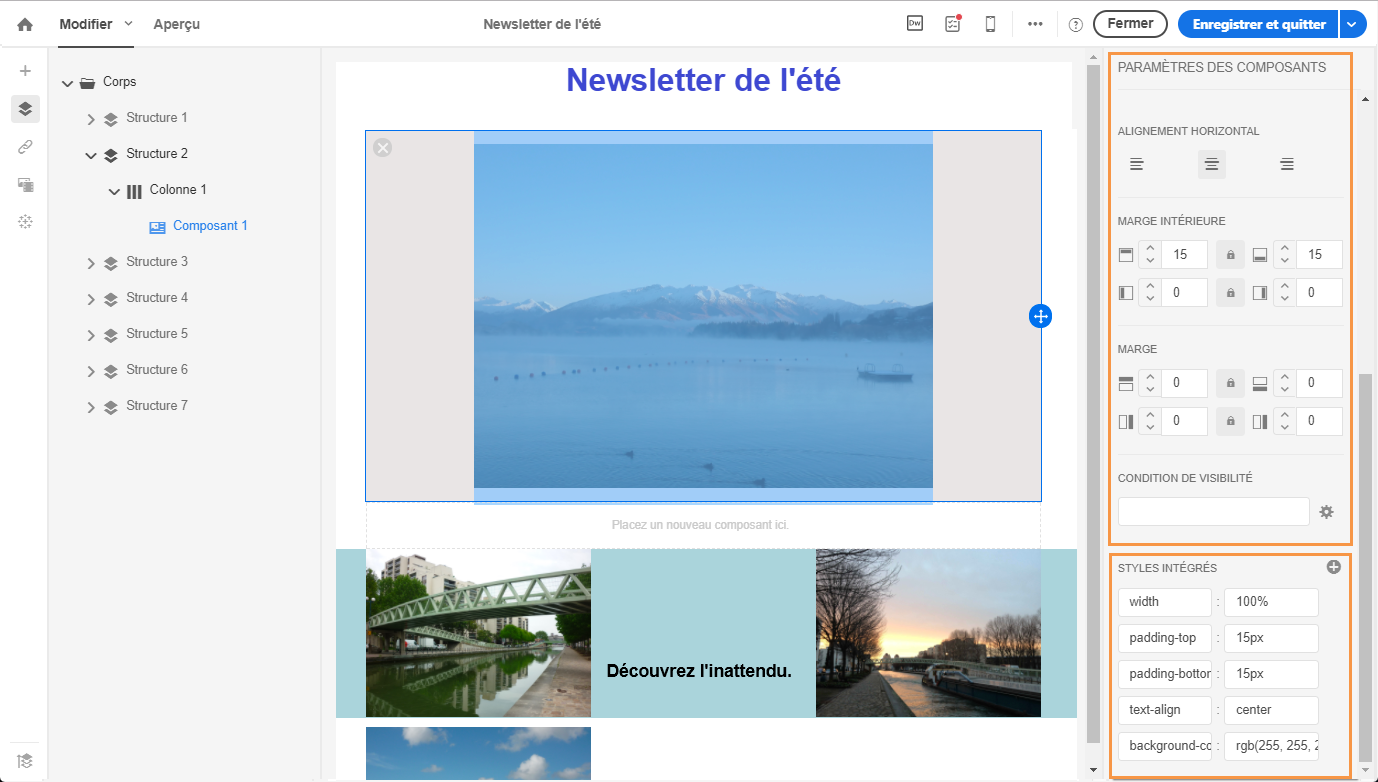 Modifier
Aperçu
Newsletter de l'été
Dw
Fermer
Enregistrer et quitter
Corps
Structure 1
Structure 2
Colonne 1
Composant 1
Structure 3
Structure 4
Structure 5
Structure 6
Structure 7
Newsletter de l'été
Placez un nouveau composant ici.
Découvrez l'inattendu.
PARAMÈTRES DES COMPOSANTS
ALIGNEMENT HORIZONTAL
MARGE INTÉRIEURE
15 15
0 0
MARGE
0 0
0 0
CONDITION DE VISIBILITÉ
STYLES INTÉGRÉS
width : 100%
padding-top : 15px
padding-bottor : 15px
text-align : center
background-co : rgb(255, 255, 2